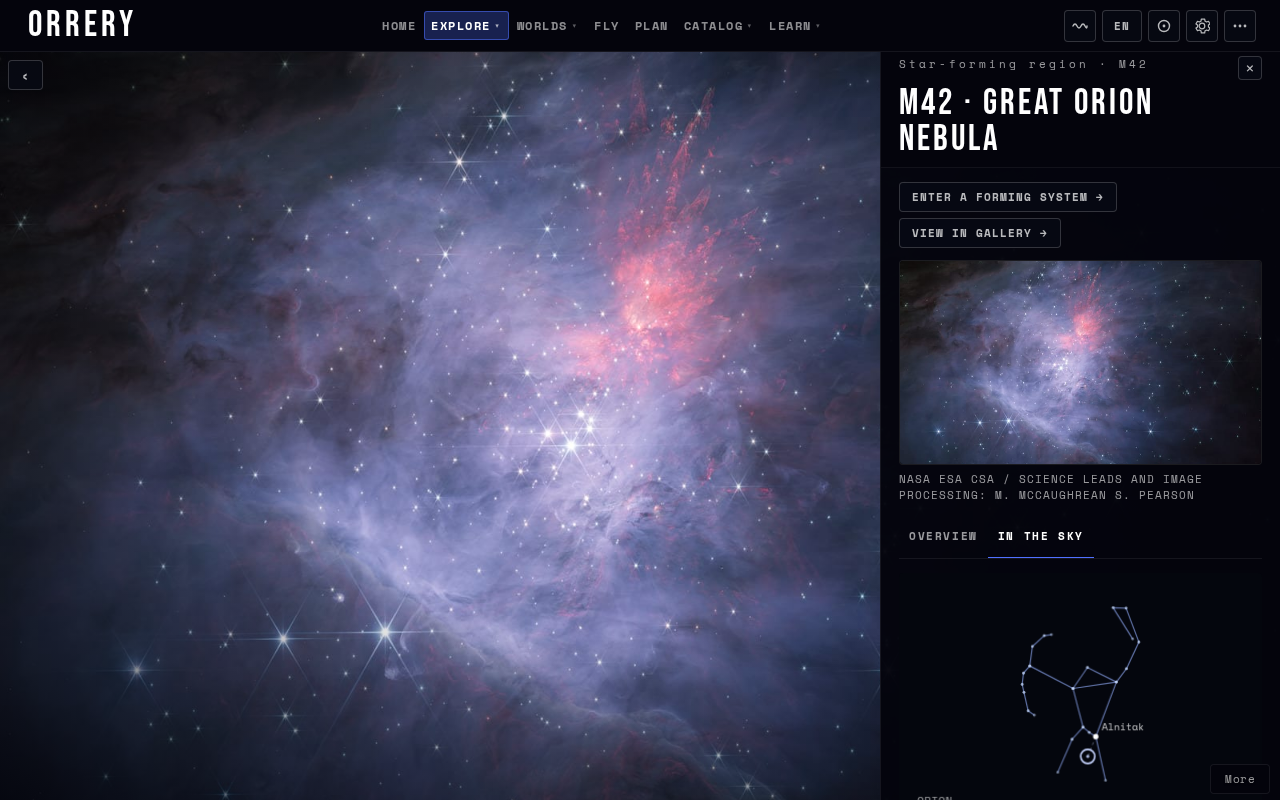 ORRERY
HOME
EXPLORE
WORLDS
FLY
PLAN
CATALOG
LEARN
EN
Star-forming region · M42
M42 · GREAT ORION
NEBULA
ENTER A FORMING SYSTEM →
VIEW IN GALLERY →
NASA ESA CSA / SCIENCE LEADS AND IMAGE
PROCESSING: M. MCCAUGHREAN S. PEARSON
OVERVIEW
IN THE SKY
Alnitak
More
ORION